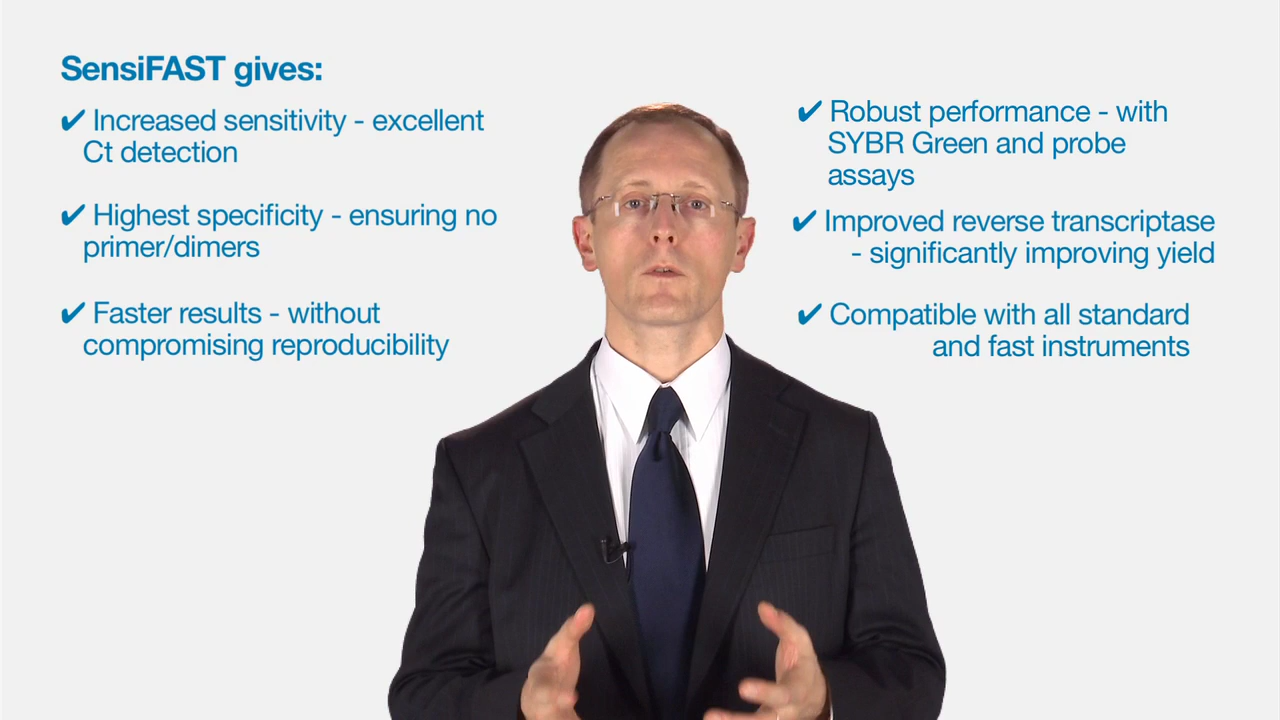 SensiFAST gives:
✔ Increased sensitivity - excellent
Ct detection
✔ Highest specificity - ensuring no
primer/dimers
✔ Faster results - without
compromising reproducibility
✔ Robust performance - with
SYBR Green and probe
assays
✔ Improved reverse transcriptase
- significantly improving yield
✔ Compatible with all standard
and fast instruments